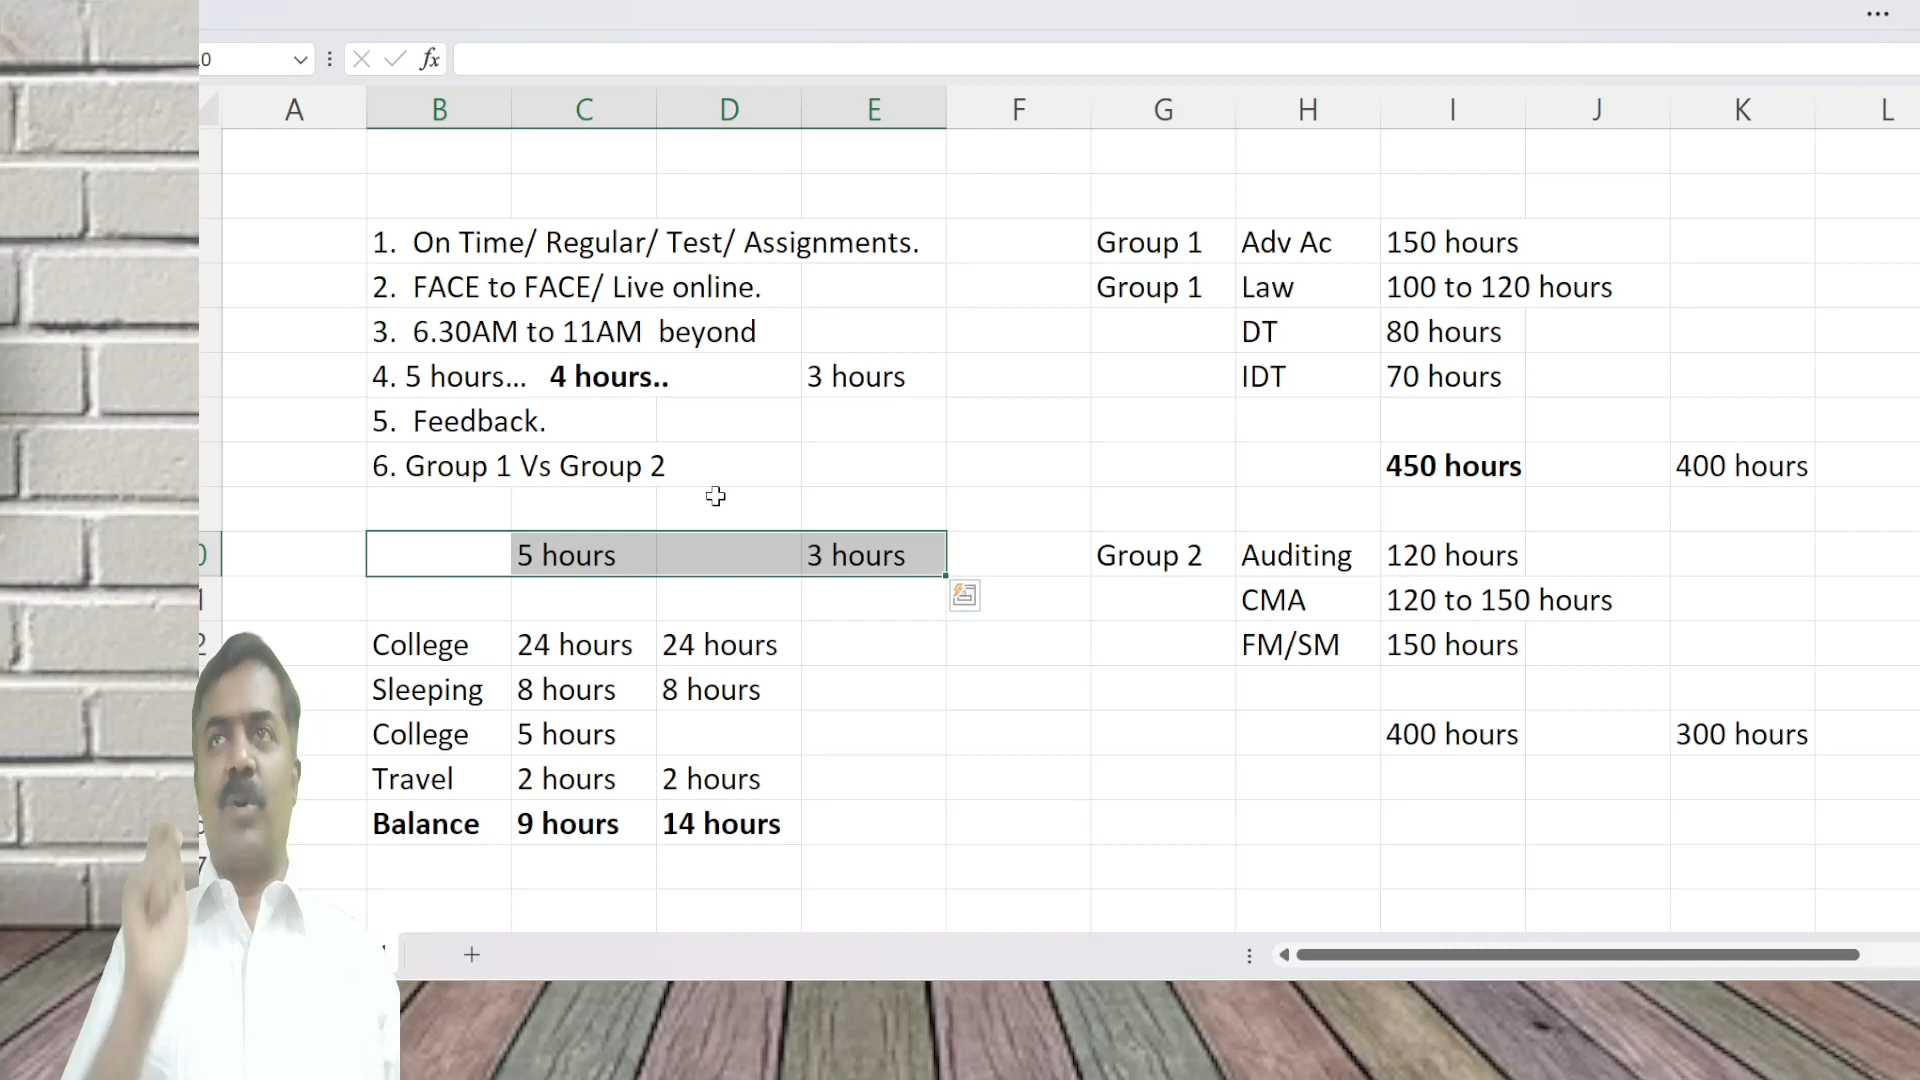 0
fx
A B C D E F G H I J K L
1. On Time/ Regular/ Test/ Assignments. Group 1 Adv Ac 150 hours
2. FACE to FACE/ Live online. Group 1 Law 100 to 120 hours
3. 6.30AM to 11AM beyond DT 80 hours
4. 5 hours... 4 hours.. 3 hours IDT 70 hours
5. Feedback.
6. Group 1 Vs Group 2 450 hours 400 hours
0 5 hours 3 hours Group 2 Auditing 120 hours
1 CMA 120 to 150 hours
2 College 24 hours 24 hours FM/SM 150 hours
Sleeping 8 hours 8 hours
College 5 hours 400 hours 300 hours
Travel 2 hours 2 hours
Balance 9 hours 14 hours
7